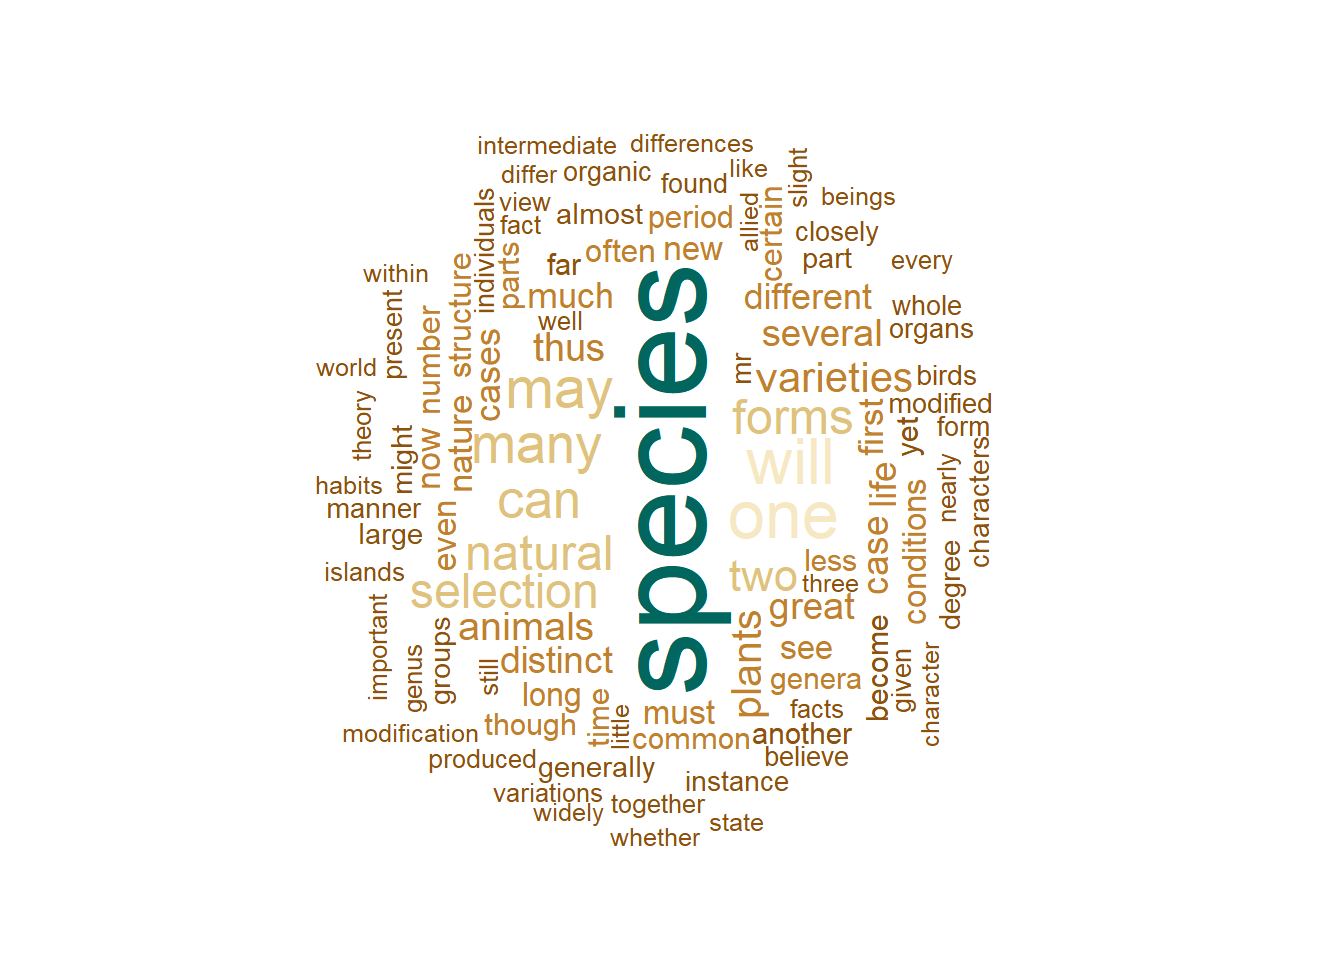 intermediate
differences
differ
organic
like
slight
found
beings
individuals
view
almost
period
allied
certain
fact
closely
parts
often
new
part
every
within
far
structure
much
different
whole
present
number
well
several
organs
world
cases
thus
mr
varieties
birds
may
species
forms
first
modified
theory
might
now
nature
many
will
yet
form
characters
habits
manner
can
one
life
nearly
large
even
natural
case
conditions
islands
selection
two
less
three
degree
important
animals
plants
great
genus
groups
still
distinct
see
become
given
character
long
time
little
must
genera
facts
modification
though
common
another
produced
generally
believe
variations
instance
widely
together
state
whether